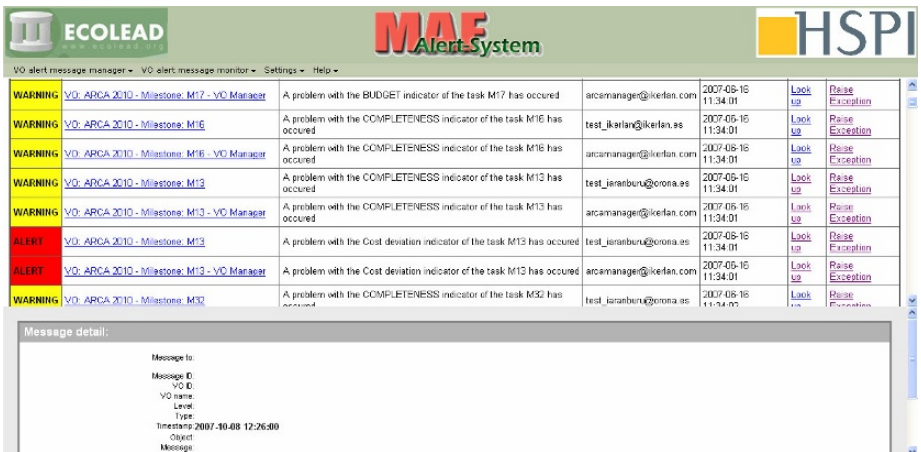 ECOLEAD
www.ecolead.org
MAF
Alert-System
HSPI
VO alert message manager VO alert message monitor Settings Help
WARNING VO: ARCA 2010 - Milestone: M17 - VO Manager A problem with the BUDGET indicator of the task M17 has occured arcamanager@ikerlan.com 2007-06-16 11:34:01 Look up Raise Exception
WARNING VO: ARCA 2010 - Milestone: M16 A problem with the COMPLETENESS indicator of the task M16 has occured test_ikerlan@ikerlan.es 2007-06-16 11:34:01 Look up Raise Exception
WARNING VO: ARCA 2010 - Milestone: M16 - VO Manager A problem with the COMPLETENESS indicator of the task M16 has occured arcamanager@ikerlan.com 2007-06-16 11:34:01 Look up Raise Exception
WARNING VO: ARCA 2010 - Milestone: M13 A problem with the COMPLETENESS indicator of the task M13 has occured test_iaranburu@orona.es 2007-06-16 11:34:01 Look up Raise Exception
WARNING VO: ARCA 2010 - Milestone: M13 - VO Manager A problem with the COMPLETENESS indicator of the task M13 has occured arcamanager@ikerlan.com 2007-06-16 11:34:01 Look up Raise Exception
ALERT VO: ARCA 2010 - Milestone: M13 A problem with the Cost deviation indicator of the task M13 has occured test_iaranburu@orona.es 2007-06-16 11:34:01 Look up Raise Exception
ALERT VO: ARCA 2010 - Milestone: M13 - VO Manager A problem with the Cost deviation indicator of the task M13 has occured arcamanager@ikerlan.com 2007-06-16 11:34:01 Look up Raise Exception
WARNING VO: ARCA 2010 - Milestone: M32 A problem with the COMPLETENESS indicator of the task M32 has occured test_iaranburu@orona.es 2007-06-16 11:34:02 Look up Raise Exception
Message detail:
Message to:
Message ID:
VO ID:
VO name:
Level:
Type:
Timestamp: 2007-10-08 12:26:00
Object:
Message: